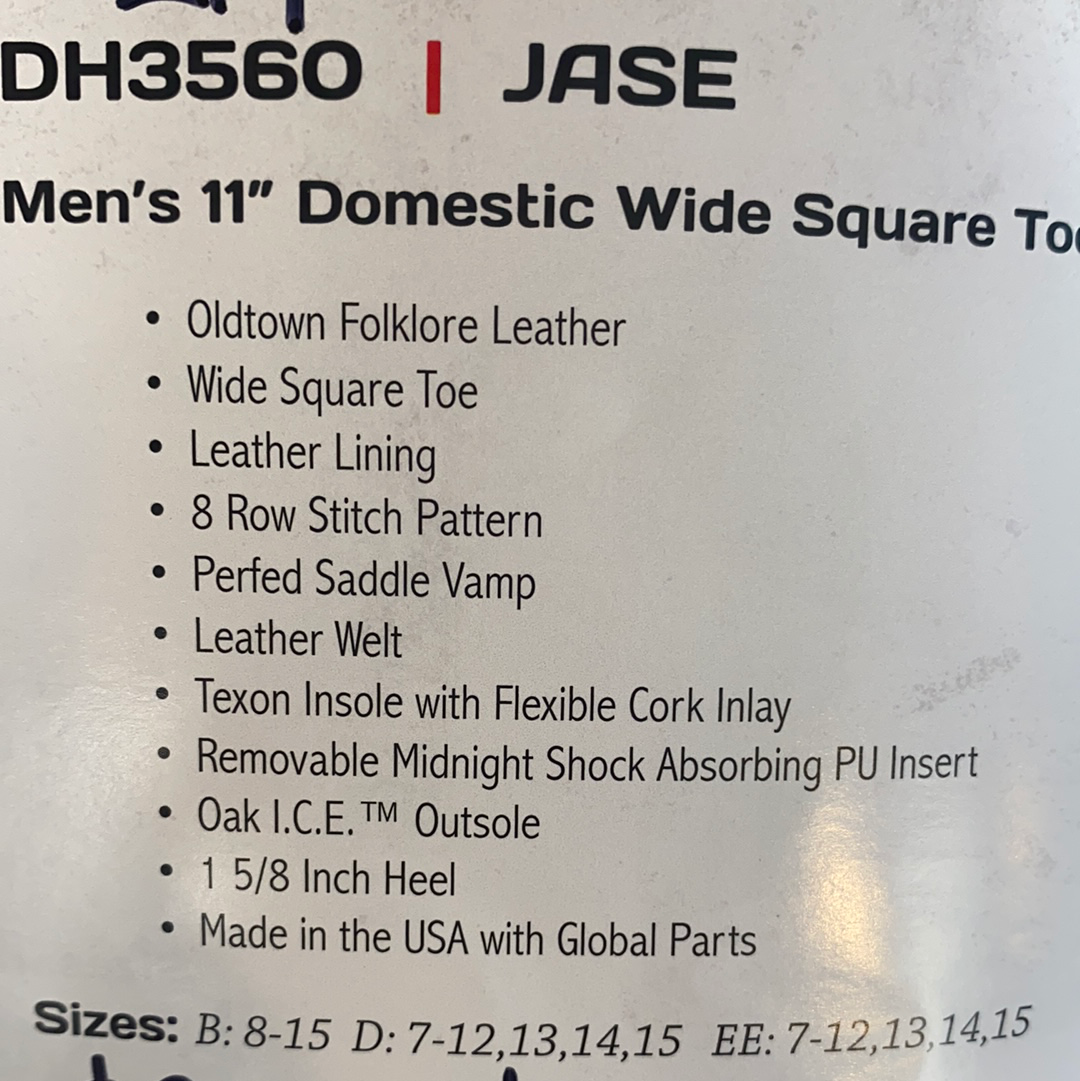 DH3560 | JASE
Men's 11" Domestic Wide Square
• Oldtown Folklore Leather
• Wide Square Toe
• Leather Lining
• 8 Row Stitch Pattern
• Perfed Saddle Vamp
• Leather Welt
• Texon Insole with Flexible Cork Inlay
• Removable Midnight Shock Absorbing PU Insert
• Oak I.C.E.™ Outsole
• 1 5/8 Inch Heel
• Made in the USA with Global Parts
Sizes: B: 8-15 D: 7-12,13,14,15 EE: 7-12,13,14,15